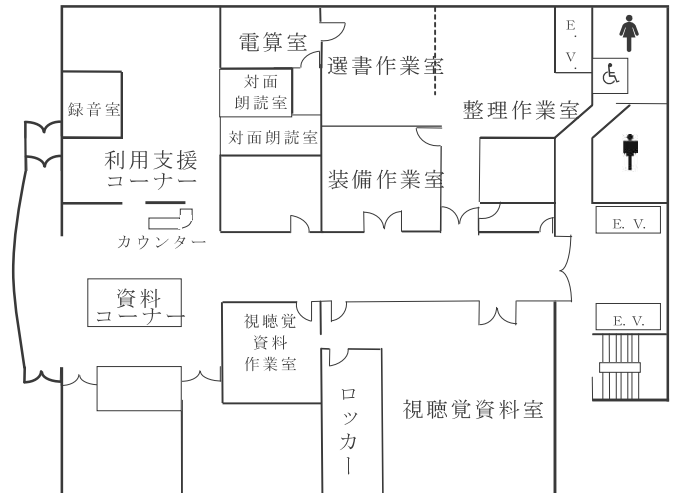 電算室
E.
V.
選書作業室
対面
朗読室
録音室
整理作業室
対面朗読室
利用支援
コーナー
装備作業室
カウンター
E. V.
資料
コーナー
視聴覚
資料
作業室
E. V.
ロッカー
視聴覚資料室